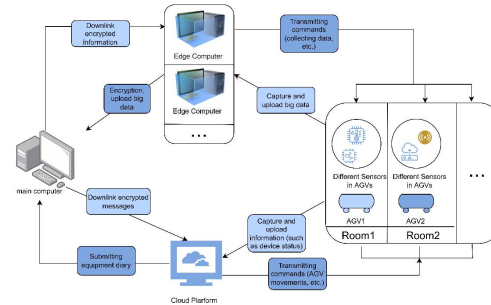 Downlink
encrypted
information
Edge Computer
Edge Computer
...
Transmitting
commands
(collecting data,
etc.)
Encryption,
upload big
data
Capture and
upload big data
main computer
Different Sensors
in AGVs
AGV1
Room1
Different Sensors
in AGVs
AGV2
Room2
...
Downlink encrypted
messages
Capture and
upload
information (such
as device status)
Submitting
equipment diary
Transmitting
commands (AGV
movements, etc.)
Cloud Plarform